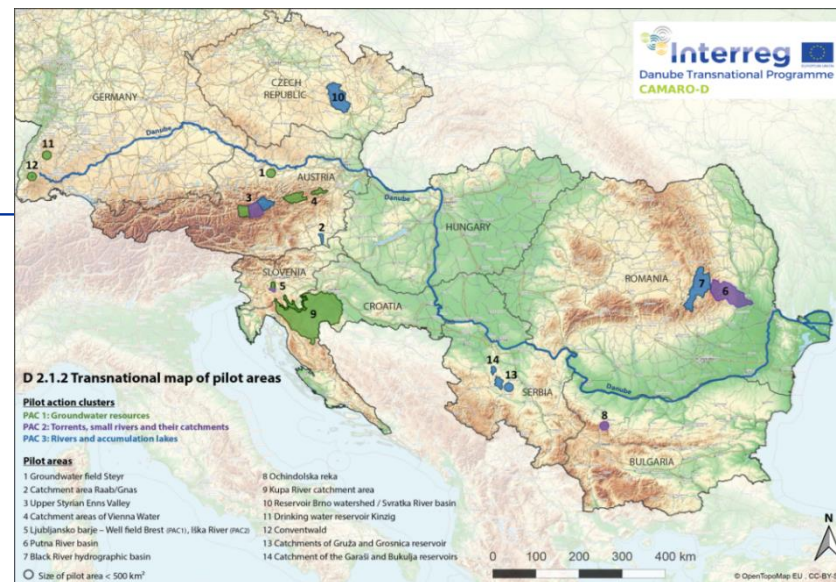 Interreg
EUROPEAN UNION
Danube Transnational Programme
CAMARO-D
CZECH
REPUBLIC
10
GERMANY
Danube
11
12
1
AUSTRIA
3
4
Danube
2
HUNGARY
SLOVENIA
5
ROMANIA
7
6
CROATIA
9
14
13
SERBIA
Danube
8
BULGARIA
D 2.1.2 Transnational map of pilot areas
Pilot action clusters
PAC 1: Groundwater resources
PAC 2: Torrents, small rivers and their catchments
PAC 3: Rivers and accumulation lakes
Pilot areas
1 Groundwater field Steyr
2 Catchment area Raab/Gnas
3 Upper Styrian Enns Valley
4 Catchment areas of Vienna Water
5 Ljubljansko barje – Well field Brest (PAC1), Iška River (PAC2)
6 Putna River basin
7 Black River hydrographic basin
8 Ochindolska reka
9 Kupa River catchment area
10 Reservoir Brno watershed / Svratka River basin
11 Drinking water reservoir Kinzig
12 Conventwald
13 Catchments of Gruža and Grosnica reservoir
14 Catchment of the Garaši and Bukulja reservoirs
Size of pilot area < 500 km²
0 100 200 300 400 km
N
© OpenTopoMap EU , CC-BY-